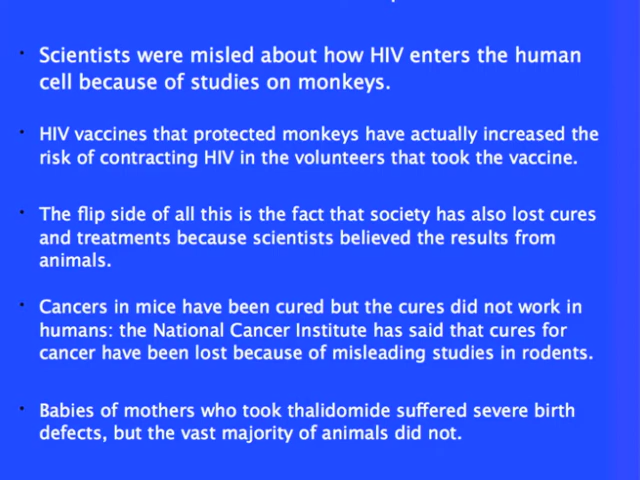 • Scientists were misled about how HIV enters the human
cell because of studies on monkeys.
• HIV vaccines that protected monkeys have actually increased the
risk of contracting HIV in the volunteers that took the vaccine.
• The flip side of all this is the fact that society has also lost cures
and treatments because scientists believed the results from
animals.
• Cancers in mice have been cured but the cures did not work in
humans: the National Cancer Institute has said that cures for
cancer have been lost because of misleading studies in rodents.
• Babies of mothers who took thalidomide suffered severe birth
defects, but the vast majority of animals did not.